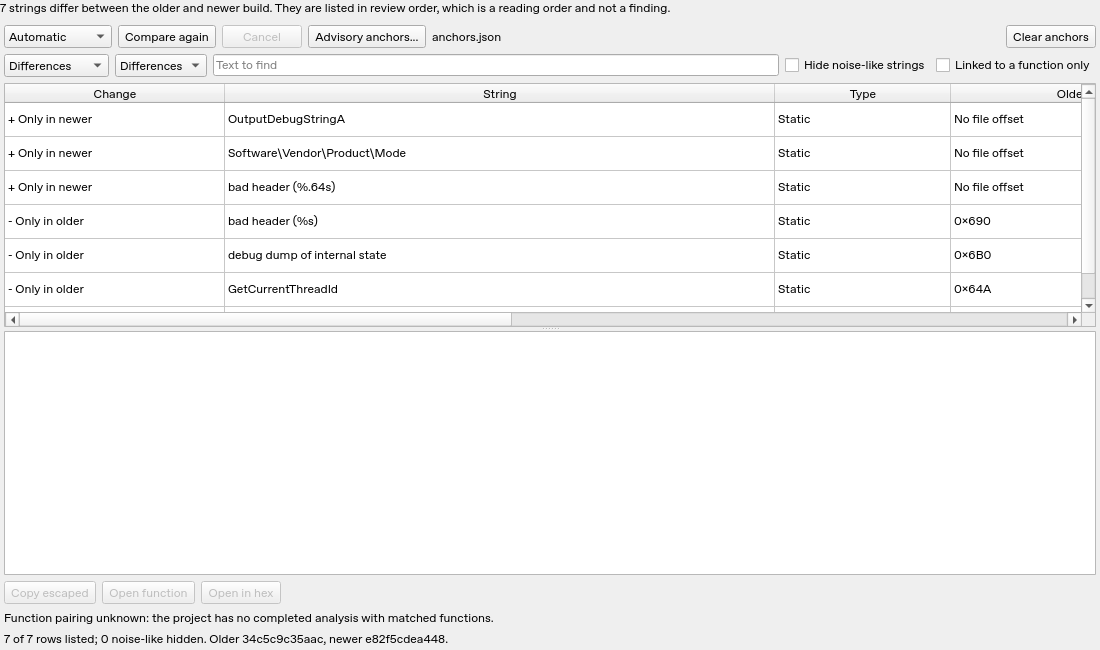 7 strings differ between the older and newer build. They are listed in review order, which is a reading order and not a finding.
Automatic Compare again Cancel Advisory anchors... anchors.json Clear anchors
Differences Differences Text to find Hide noise-like strings Linked to a function only
Change String Type Olde
+ Only in newer OutputDebugStringA Static No file offset
+ Only in newer Software\Vendor\Product\Mode Static No file offset
+ Only in newer bad header (%.64s) Static No file offset
- Only in older bad header (%s) Static 0×690
- Only in older debug dump of internal state Static 0×6B0
- Only in older GetCurrentThreadId Static 0×64A
Copy escaped Open function Open in hex
Function pairing unknown: the project has no completed analysis with matched functions.
7 of 7 rows listed; 0 noise-like hidden. Older 34c5c9c35aac, newer e82f5cdea448.